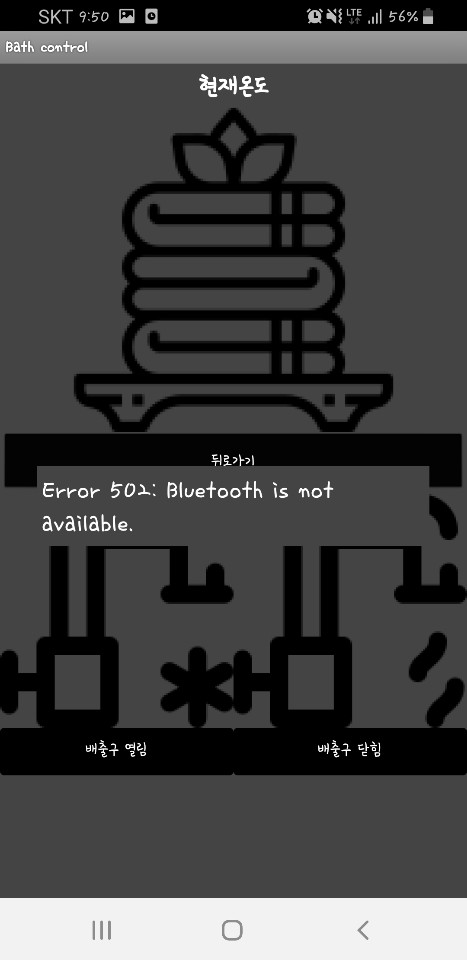 SKT 9:50 LTE 56%
Bath control
현재온도
뒤로가기
Error 502: Bluetooth is not
available.
배출구 열림 배출구 닫힘